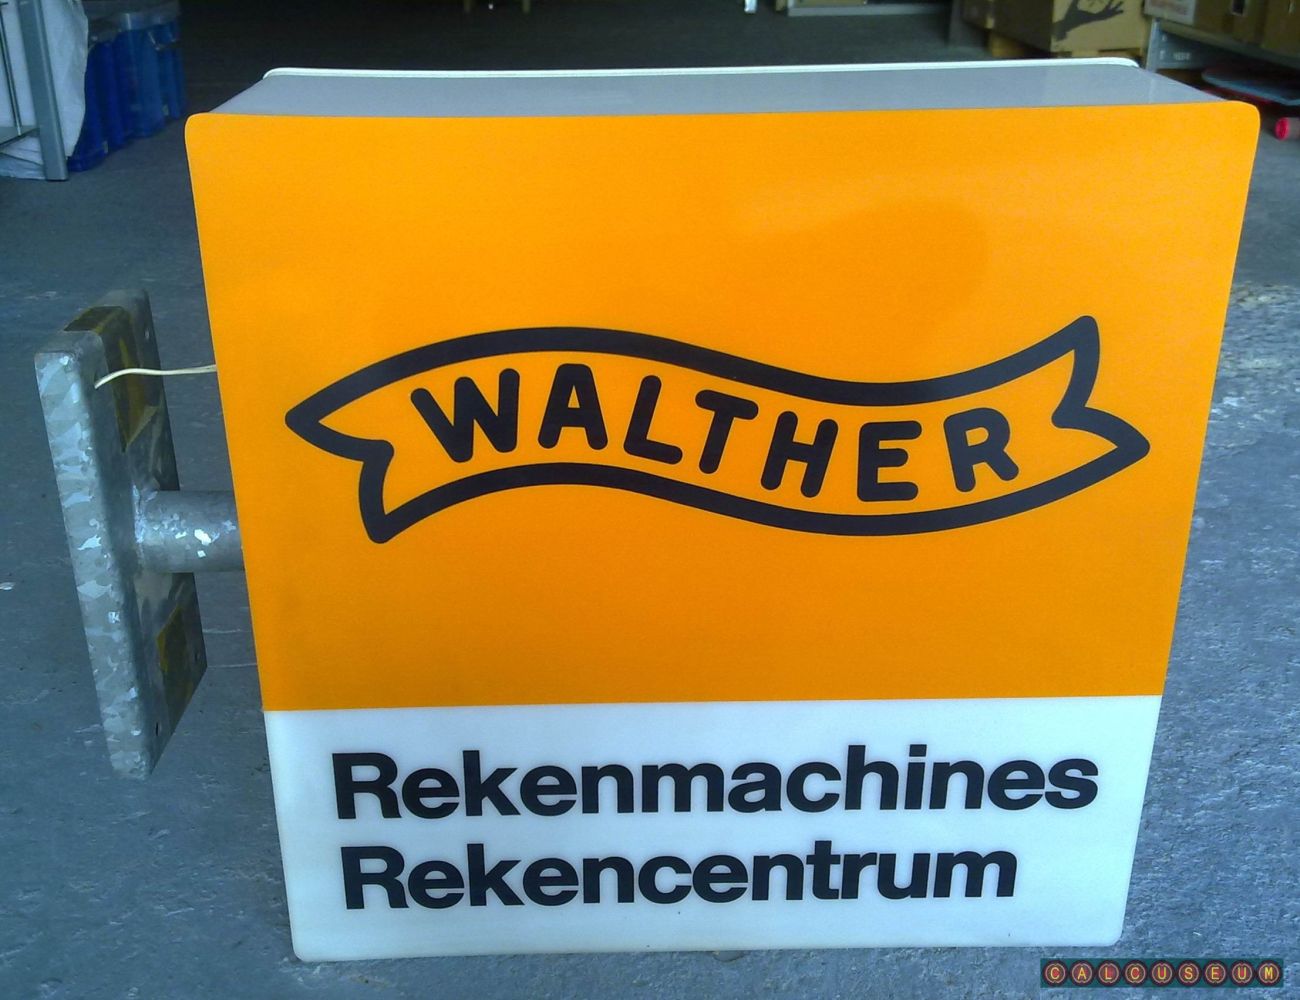 WALTHER
Rekenmachines
Rekencentrum
CALCUSEUM